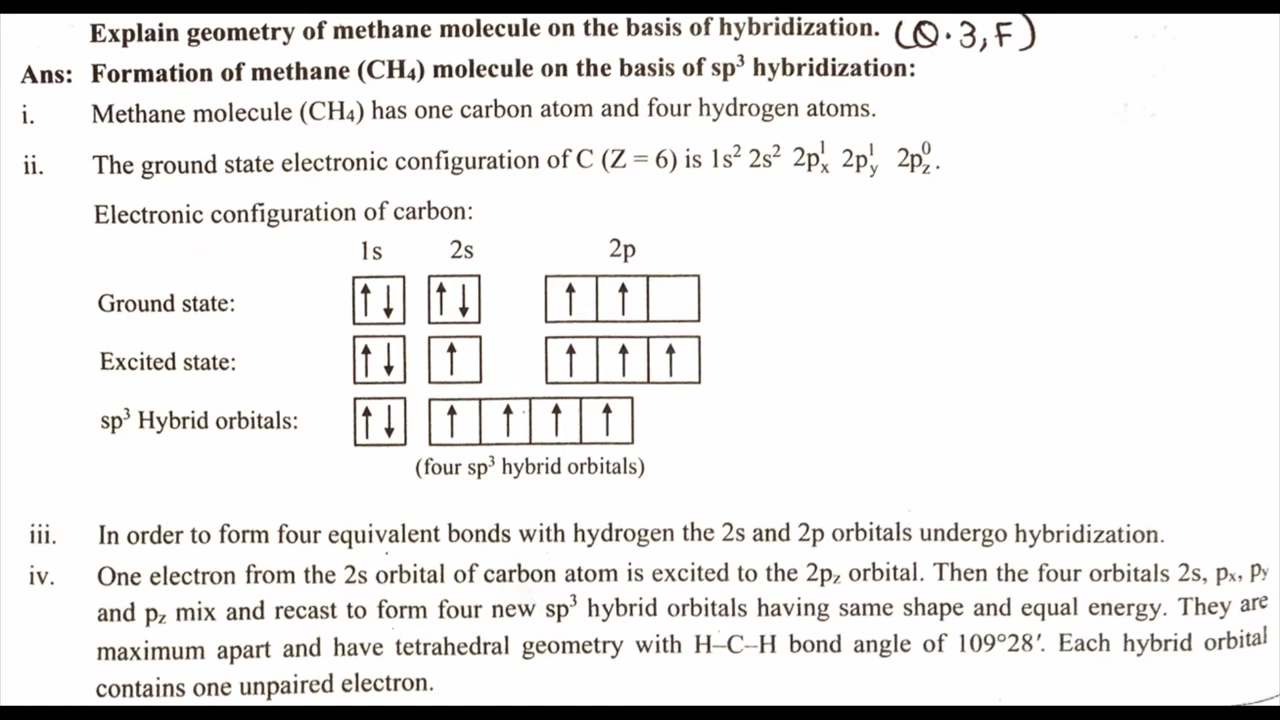 Explain geometry of methane molecule on the basis of hybridization. (Q.3,F)
Ans: Formation of methane (CH₄) molecule on the basis of sp³ hybridization:
i. Methane molecule (CH₄) has one carbon atom and four hydrogen atoms.
ii. The ground state electronic configuration of C (Z = 6) is 1s² 2s² 2pₓ¹ 2p_y¹ 2p_z⁰.
Electronic configuration of carbon:
1s 2s 2p
Ground state: ↑↓ ↑↓ ↑ ↑
Excited state: ↑↓ ↑ ↑ ↑ ↑
sp³ Hybrid orbitals: ↑↓ ↑ ↑ ↑ ↑
(four sp³ hybrid orbitals)
iii. In order to form four equivalent bonds with hydrogen the 2s and 2p orbitals undergo hybridization.
iv. One electron from the 2s orbital of carbon atom is excited to the 2p_z orbital. Then the four orbitals 2s, pₓ, p_y
and p_z mix and recast to form four new sp³ hybrid orbitals having same shape and equal energy. They are
maximum apart and have tetrahedral geometry with H–C–H bond angle of 109°28′. Each hybrid orbital
contains one unpaired electron.